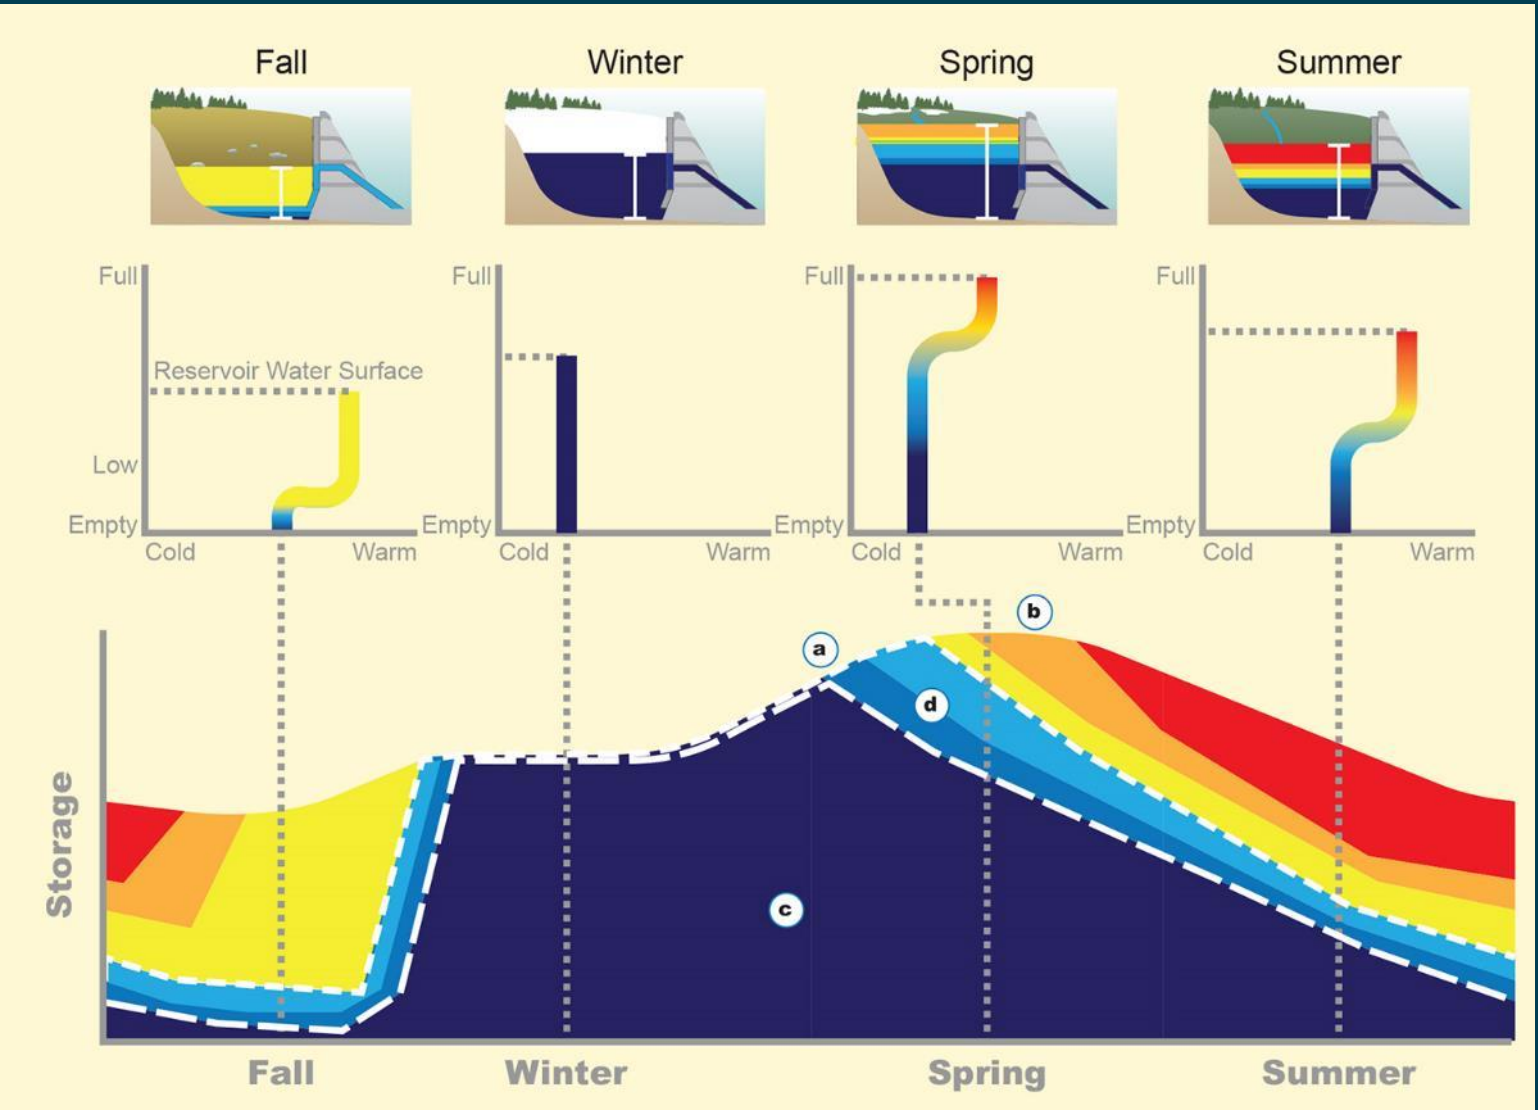 Fall
Winter
Spring
Summer
Full
Reservoir Water Surface
Low
Empty
Cold
Warm
Full
Empty
Cold
Warm
Full
Empty
Cold
Warm
Full
Empty
Cold
Warm
Storage
a
b
c
d
Fall
Winter
Spring
Summer